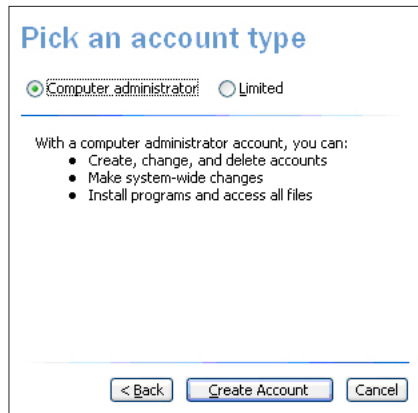 Pick an account type
Computer administrator Limited
With a computer administrator account, you can:
● Create, change, and delete accounts
● Make system-wide changes
● Install programs and access all files
< Back Create Account Cancel